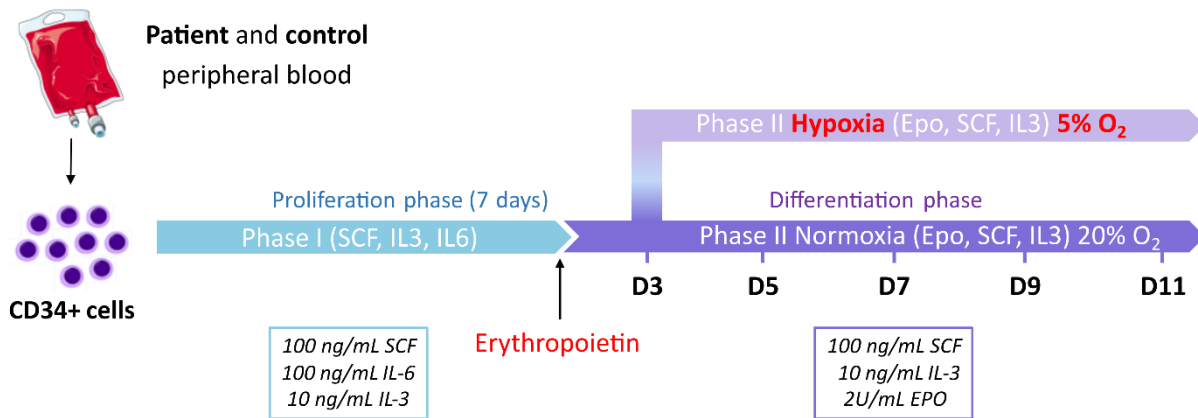 Patient and control
peripheral blood
Phase II Hypoxia (Epo, SCF, IL3) 5% O₂
Proliferation phase (7 days)
Differentiation phase
Phase I (SCF, IL3, IL6)
Phase II Normoxia (Epo, SCF, IL3) 20% O₂
D3 D5 D7 D9 D11
CD34+ cells
Erythropoietin
100 ng/mL SCF
100 ng/mL IL-6
10 ng/mL IL-3
100 ng/mL SCF
10 ng/mL IL-3
2U/mL EPO